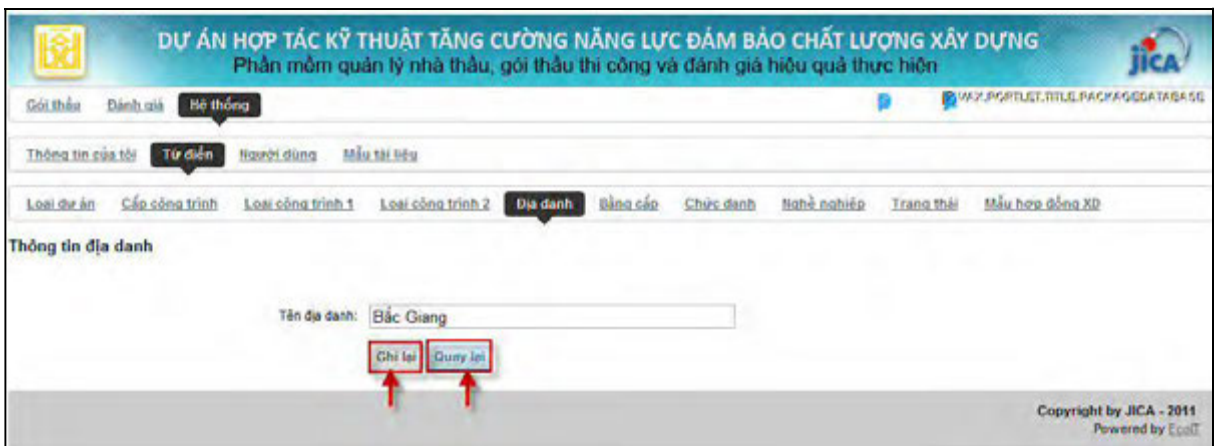 DỰ ÁN HỢP TÁC KỸ THUẬT TĂNG CƯỜNG NĂNG LỰC ĐẢM BẢO CHẤT LƯỢNG XÂY DỰNG
Phần mềm quản lý nhà thầu, gói thầu thi công và đánh giá hiệu quả thực hiện
jICA
Gói thầu Đánh giá Hệ thống
VAZ.PORTLET.TITLE.PACKAGEDATABASE
Thông tin của tôi Từ điển Người dùng Mẫu tài liệu
Loại dự án Cấp công trình Loại công trình 1 Loại công trình 2 Địa danh Bằng cấp Chức danh Nghề nghiệp Trạng thái Mẫu hợp đồng XD
Thông tin địa danh
Tên địa danh: Bắc Giang
Ghi lại Quay lại
Copyright by JICA - 2011
Powered by EcoIT